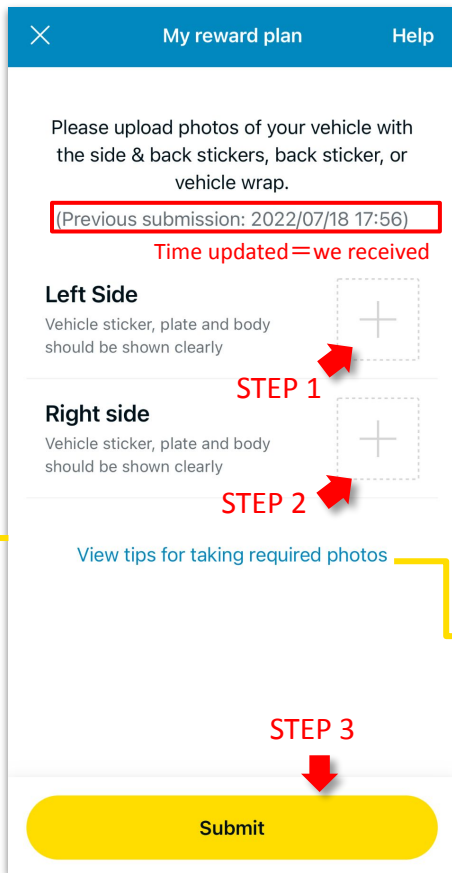 My reward plan
Help
Please upload photos of your vehicle with
the side & back stickers, back sticker, or
vehicle wrap.
(Previous submission: 2022/07/18 17:56)
Time updated＝we received
Left Side
Vehicle sticker, plate and body
should be shown clearly
STEP 1
Right side
Vehicle sticker, plate and body
should be shown clearly
STEP 2
View tips for taking required photos
STEP 3
Submit